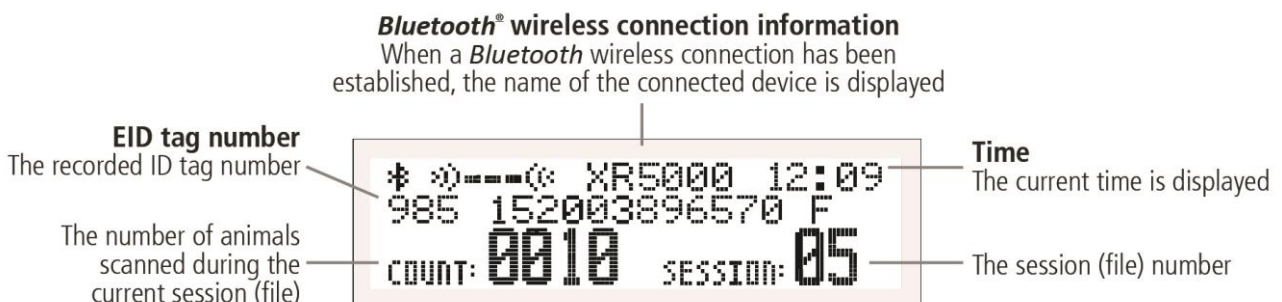 Bluetooth® wireless connection information
When a Bluetooth wireless connection has been
established, the name of the connected device is displayed
EID tag number
The recorded ID tag number
XR5000 12:09
985 152003896570 F
COUNT: 0010 SESSION: 05
Time
The current time is displayed
The number of animals
scanned during the
current session (file)
The session (file) number